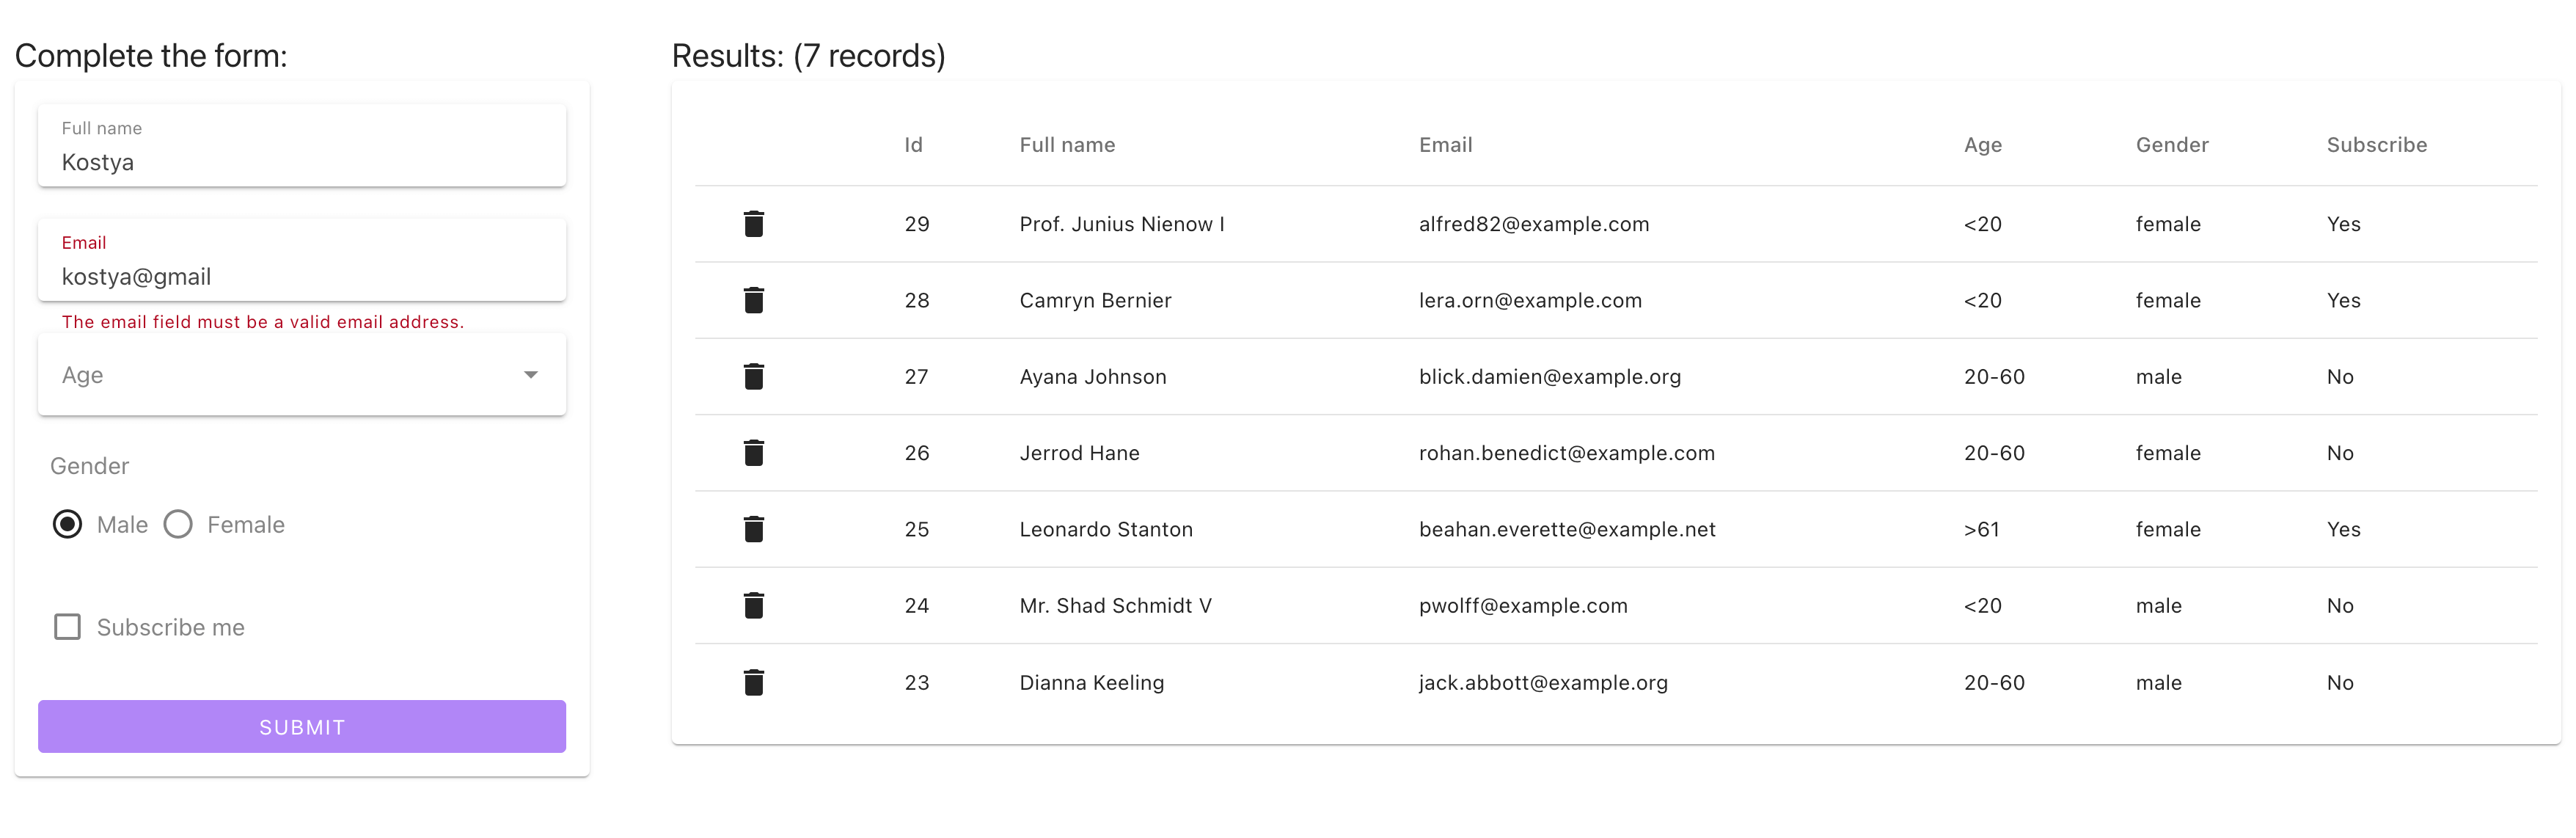 Complete the form:
Full name
Kostya
Email
kostya@gmail
The email field must be a valid email address.
Age
Gender
Male Female
Subscribe me
SUBMIT
Results: (7 records)
Id Full name Email Age Gender Subscribe
29 Prof. Junius Nienow I alfred82@example.com <20 female Yes
28 Camryn Bernier lera.orn@example.com <20 female Yes
27 Ayana Johnson blick.damien@example.org 20-60 male No
26 Jerrod Hane rohan.benedict@example.com 20-60 female No
25 Leonardo Stanton beahan.everette@example.net >61 female Yes
24 Mr. Shad Schmidt V pwolff@example.com <20 male No
23 Dianna Keeling jack.abbott@example.org 20-60 male No